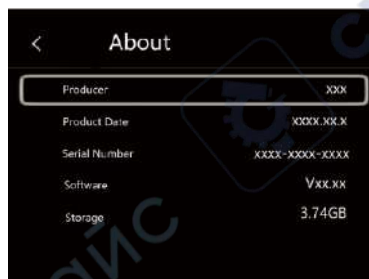 < About
Producer xxx
Product Date xxxx.xx.x
Serial Number xxxx-xxxx-xxxx
Software Vxx.xx
Storage 3.74GB